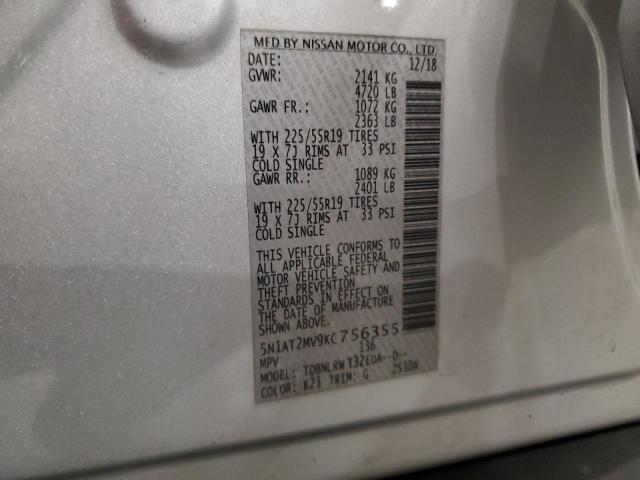 MFD BY NISSAN MOTOR CO., LTD
DATE: 12/18
GVWR: 2141 KG
4720 LB
GAWR FR.: 1072 KG
2363 LB
WITH 225/55R19 TIRES
19 X 7J RIMS AT 33 PSI
COLD SINGLE
GAWR RR.: 1089 KG
2401 LB
WITH 225/55R19 TIRES
19 X 7J RIMS AT 33 PSI
COLD SINGLE
THIS VEHICLE CONFORMS TO
ALL APPLICABLE FEDERAL
MOTOR VEHICLE SAFETY AND
THEFT PREVENTION
STANDARDS IN EFFECT ON
THE DATE OF MANUFACTURE
SHOWN ABOVE.
5N1AT2MV9KC756355
MPV 136
MODEL: TDBNLRW T32EUA--D--
COLOR: K23 TRIM: G 2S30A